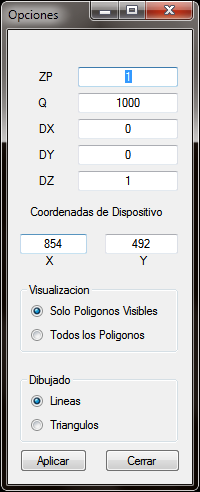 Opciones
ZP 1
Q 1000
DX 0
DY 0
DZ 1
Coordenadas de Dispositivo
854 492
X Y
Visualizacion
Solo Poligonos Visibles
Todos los Poligonos
Dibujado
Lineas
Triangulos
Aplicar Cerrar